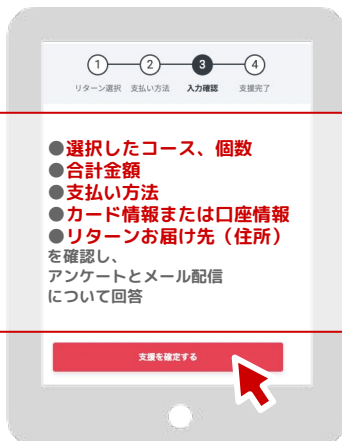 1 2 3 4
リターン選択 支払い方法 入力確認 支援完了
●選択したコース、個数
●合計金額
●支払い方法
●カード情報または口座情報
●リターンお届け先（住所）
を確認し、
アンケートとメール配信
について回答
支援を確定する